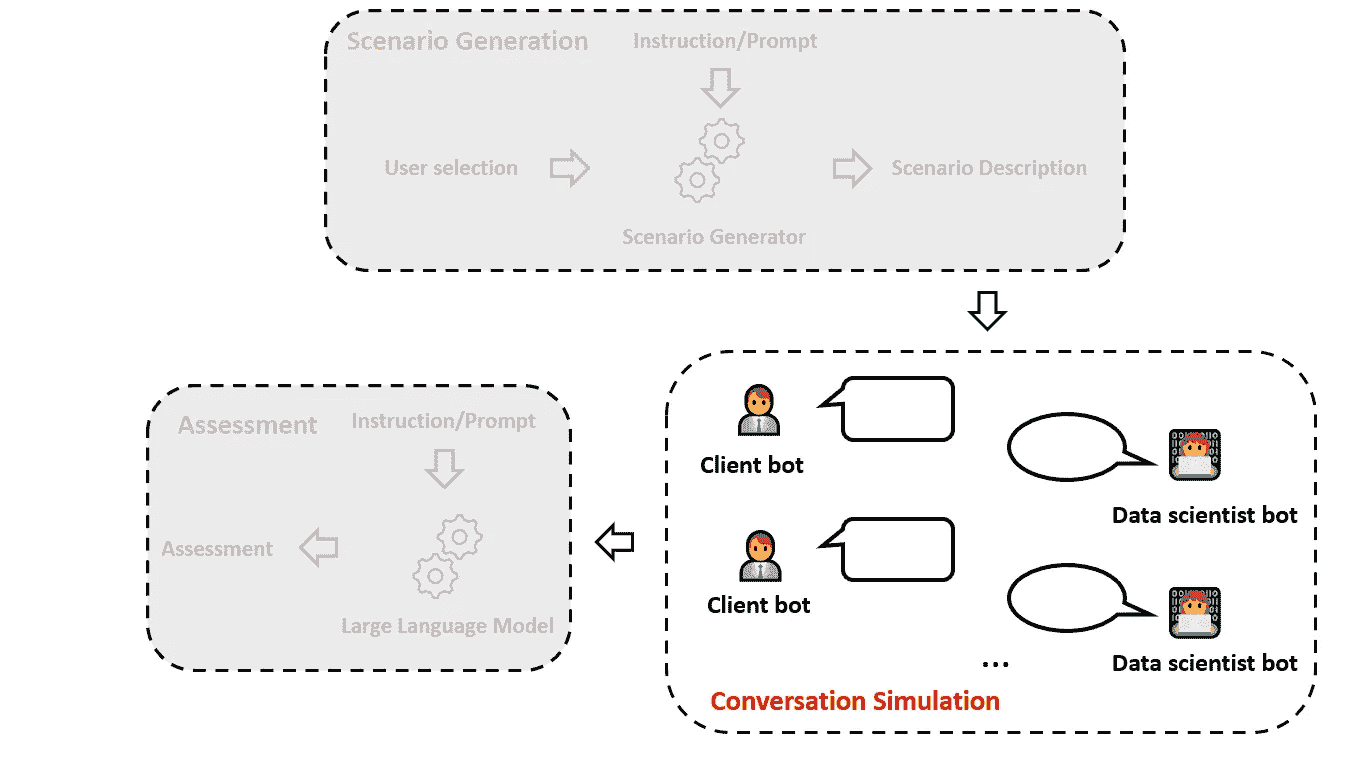 Scenario Generation
Instruction/Prompt
User selection
Scenario Description
Scenario Generator
Client bot
Data scientist bot
Client bot
Data scientist bot
...
Conversation Simulation
Assessment
Instruction/Prompt
Assessment
Large Language Model